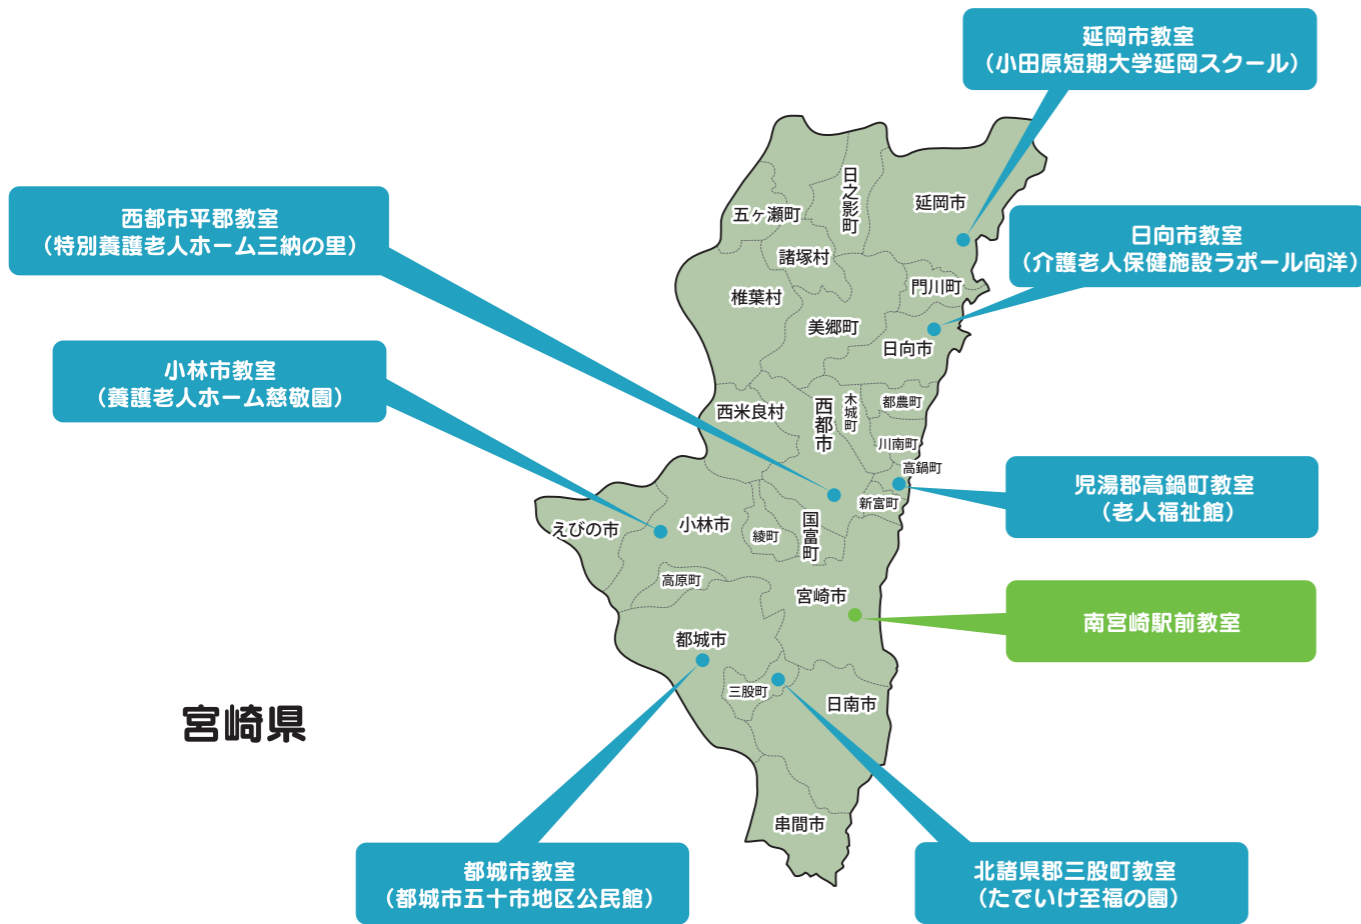 延岡市教室
（小田原短期大学延岡スクール）
西都市平郡教室
（特別養護老人ホーム三納の里）
日向市教室
（介護老人保健施設ラポール向洋）
小林市教室
（養護老人ホーム慈敬園）
児湯郡高鍋町教室
（老人福祉館）
南宮崎駅前教室
都城市教室
（都城市五十市地区公民館）
北諸県郡三股町教室
（たでいけ至福の園）
宮崎県
日之影町
延岡市
五ヶ瀬町
諸塚村
椎葉村
門川町
美郷町
日向市
西米良村
西都市
木城町
都農町
川南町
高鍋町
新富町
えびの市
小林市
綾町
国富町
高原町
宮崎市
都城市
三股町
日南市
串間市